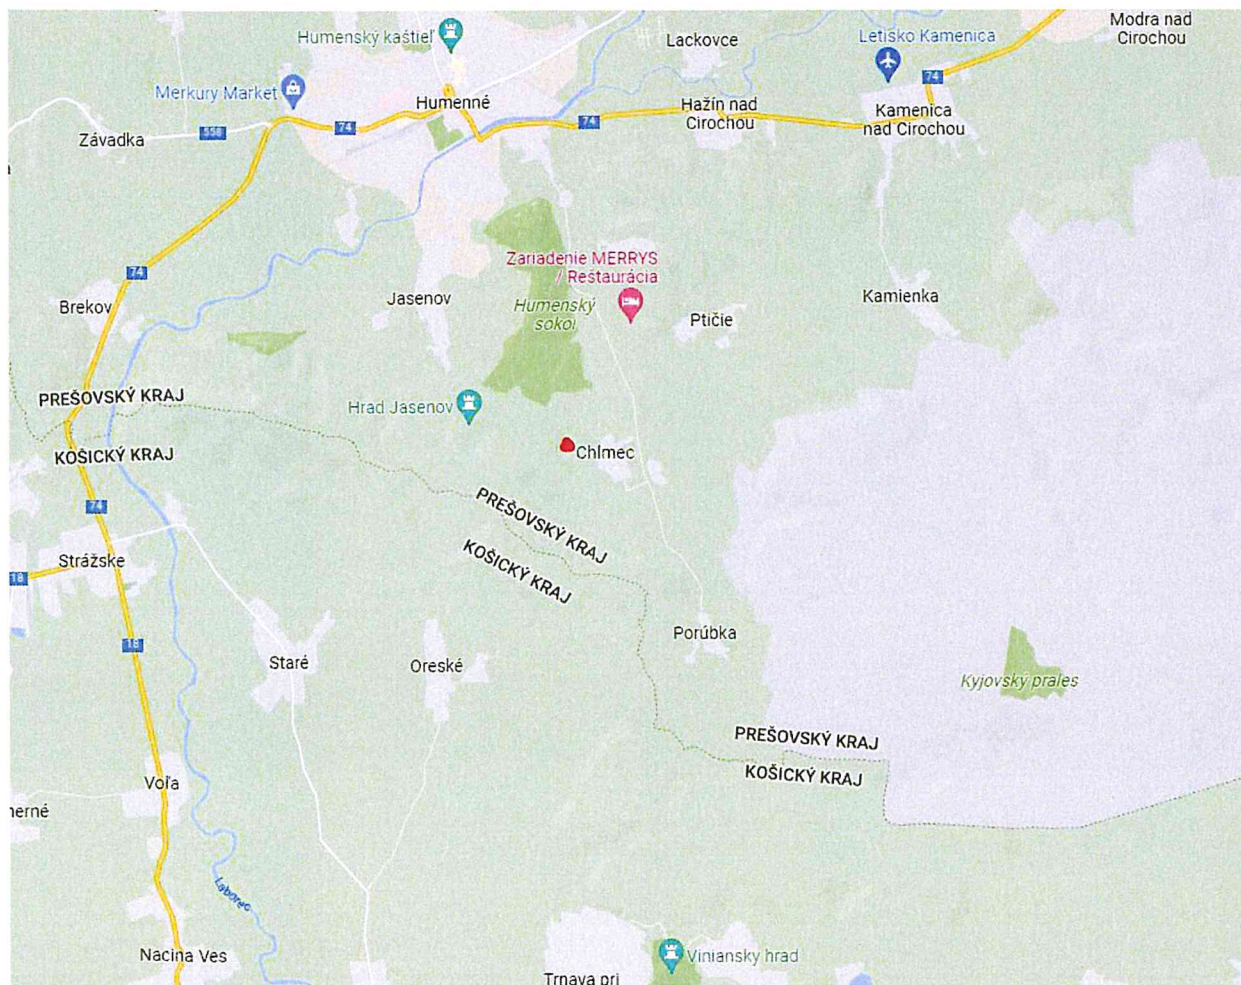 Modra nad
Cirochou
Humenský kaštieľ
Lackovce
Letisko Kamenica
74
Merkury Market
Humenné
Hažín nad
Cirochou
Kamenica
nad Cirochou
74
74
558
Závadka
Zariadenie MERRYS
/ Reštaurácia
74
Jasenov
Humenský
sokol
Kamienka
Brekov
Ptičie
PREŠOVSKÝ KRAJ
Hrad Jasenov
KOŠICKÝ KRAJ
Chlmec
PREŠOVSKÝ KRAJ
74
KOŠICKÝ KRAJ
Strážske
18
Porúbka
18
Staré
Oreské
Kyjovský prales
PREŠOVSKÝ KRAJ
KOŠICKÝ KRAJ
Voľa
nerné
Laborec
Nacina Ves
Viniansky hrad
Trnava pri